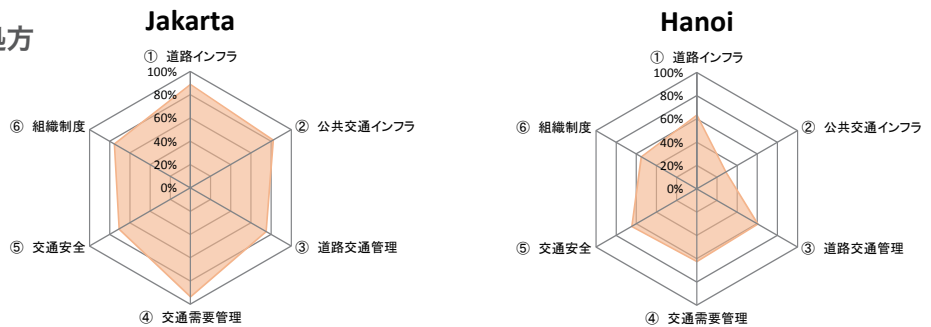 処方
Jakarta
① 道路インフラ
100%
80%
60%
40%
20%
0%
② 公共交通インフラ
③ 道路交通管理
④ 交通需要管理
⑤ 交通安全
⑥ 組織制度
Hanoi
① 道路インフラ
100%
80%
60%
40%
20%
0%
② 公共交通インフラ
③ 道路交通管理
④ 交通需要管理
⑤ 交通安全
⑥ 組織制度